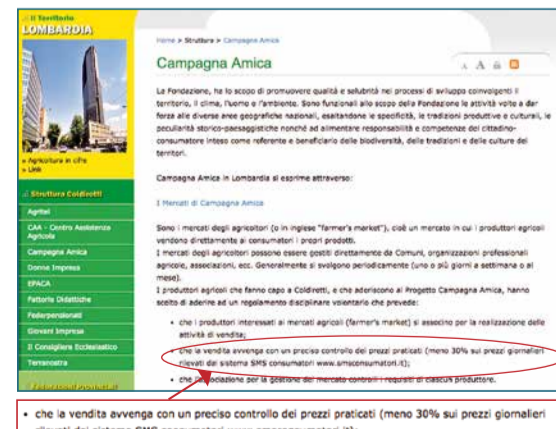 Il Territorio
LOMBARDIA
» Agricoltura in cifre
» Link
Struttura Coldiretti
Agritel
CAA - Centro Assistenza
Agricola
Campagna Amica
Donne Impresa
EPACA
Fattorie Didattiche
Federpensionati
Giovani Impresa
Il Consigliere Ecclesiastico
Terranostra
Federazioni Provinciali
Home > Struttura > Campagna Amica
Campagna Amica
A A
La Fondazione, ha lo scopo di promuovere qualità e salubrità nei processi di sviluppo coinvolgenti il
territorio, il clima, l'uomo e l'ambiente. Sono funzionali allo scopo della Fondazione le attività volte a dar
forza alle diverse aree geografiche nazionali, esaltandone le specificità, le tradizioni produttive e culturali, le
peculiarità storico-paesaggistiche nonché ad alimentare responsabilità e competenze del cittadino-
consumatore inteso come referente e beneficiario delle biodiversità, delle tradizioni e delle culture dei
territori.
Campagna Amica in Lombardia si esprime attraverso:
I Mercati di Campagna Amica
Sono i mercati degli agricoltori (o in inglese "farmer's market"), cioè un mercato in cui i produttori agricoli
vendono direttamente ai consumatori i propri prodotti.
I mercati degli agricoltori possono essere gestiti direttamente da Comuni, organizzazioni professionali
agricole, associazioni, ecc. Generalmente si svolgono periodicamente (uno o più giorni a settimana o al
mese).
I produttori agricoli che fanno capo a Coldiretti, e che aderiscono al Progetto Campagna Amica, hanno
scelto di aderire ad un regolamento disciplinare volontario che prevede:
• che i produttori interessati ai mercati agricoli (farmer's market) si associno per la realizzazione delle
attività di vendita;
• che la vendita avvenga con un preciso controllo dei prezzi praticati (meno 30% sui prezzi giornalieri
rilevati dal sistema SMS consumatori www.smsconsumatori.it);
• che l'associazione per la gestione del mercato controlli i requisiti di ciascun produttore.
• che la vendita avvenga con un preciso controllo dei prezzi praticati (meno 30% sui prezzi giornalieri
rilevati dal sistema SMS consumatori www.smsconsumatori.it);